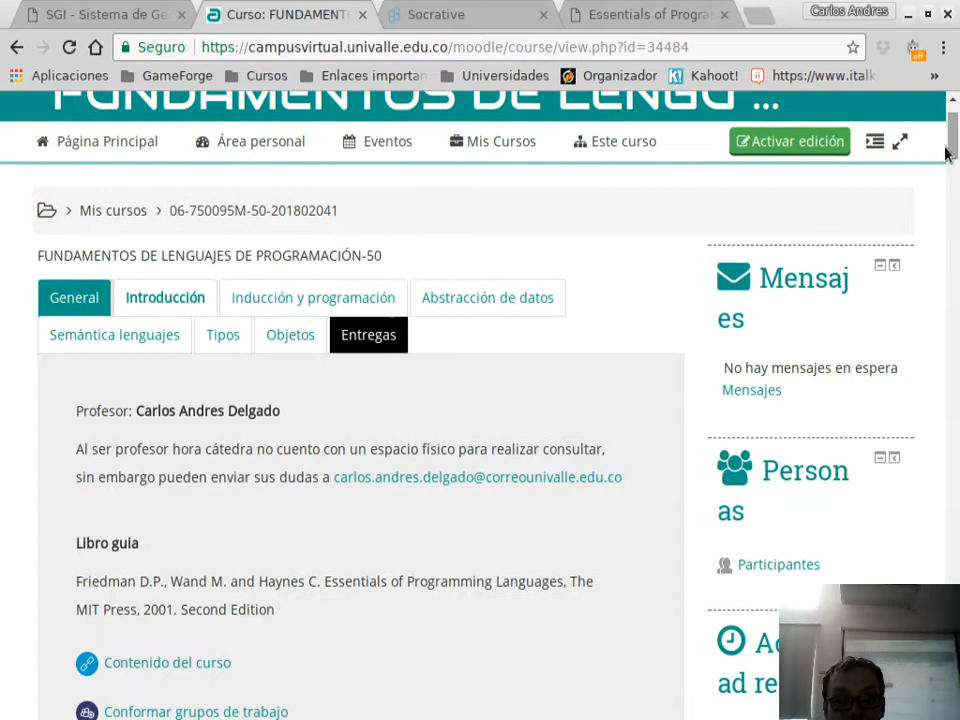 SGI - Sistema de Ge
Curso: FUNDAMENT
Socrative
Essentials of Progra
Carlos Andres
Seguro
https://campusvirtual.univalle.edu.co/moodle/course/view.php?id=34484
off
Aplicaciones
GameForge
Cursos
Enlaces importan
Universidades
Organizador
Kahoot!
https://www.italk
»
FUNDAMENTOS DE LENGU ...
Página Principal
Área personal
Eventos
Mis Cursos
Este curso
Activar edición
Mis cursos
06-750095M-50-201802041
FUNDAMENTOS DE LENGUAJES DE PROGRAMACIÓN-50
General
Introducción
Inducción y programación
Abstracción de datos
Semántica lenguajes
Tipos
Objetos
Entregas
Profesor: Carlos Andres Delgado
Al ser profesor hora cátedra no cuento con un espacio físico para realizar consultar,
sin embargo pueden enviar sus dudas a carlos.andres.delgado@correounivalle.edu.co
Libro guia
Friedman D.P., Wand M. and Haynes C. Essentials of Programming Languages, The
MIT Press, 2001. Second Edition
Contenido del curso
Conformar grupos de trabajo
Mensaj
es
No hay mensajes en espera
Mensajes
Person
as
Participantes
ad re